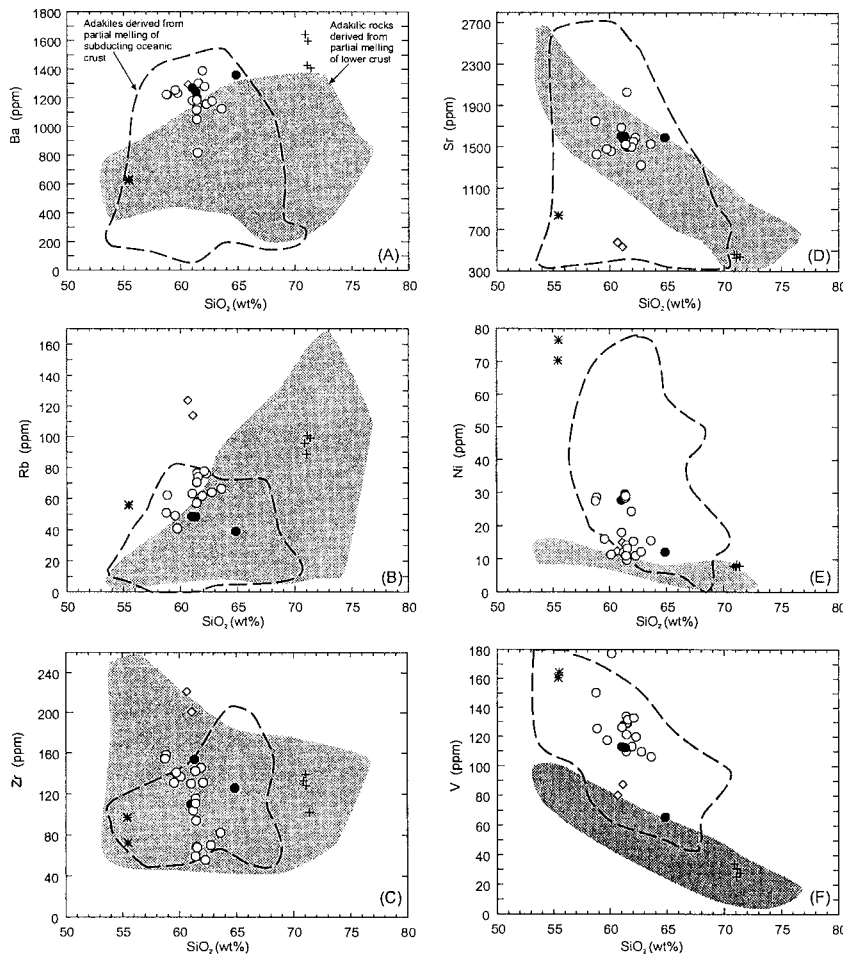 Adakites derived from
partial melling of
subducting oceanic
crust
Adakilic rocks
derived from
partial melting
of lower crust
1800
1600
1400
1200
1000
800
600
400
200
0
Ba (ppm)
(A)
50 55 60 65 70 75 80
SiO2 (wt%)
2700
2300
1900
1500
1100
700
300
Sr (ppm)
(D)
50 55 60 65 70 75 80
SiO2 (wt%)
160
140
120
100
80
60
40
20
0
Rb (ppm)
(B)
50 55 60 65 70 75 80
SiO2 (wt%)
80
70
60
50
40
30
20
10
0
Ni (ppm)
(E)
50 55 60 65 70 75 80
SiO2 (wt%)
240
200
160
120
80
40
0
Zr (ppm)
(C)
50 55 60 65 70 75 80
SiO2 (wt%)
180
160
140
120
100
80
60
40
20
0
V (ppm)
(F)
50 55 60 65 70 75 80
SiO2 (wt%)